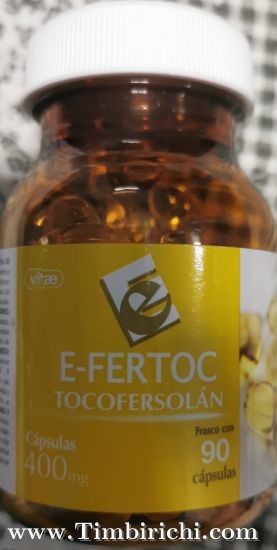 vitae
E-FERTOC
TOCOFERSOLÁN
Cápsulas
400mg
Frasco con
90
cápsulas
www.Timbirichi.com